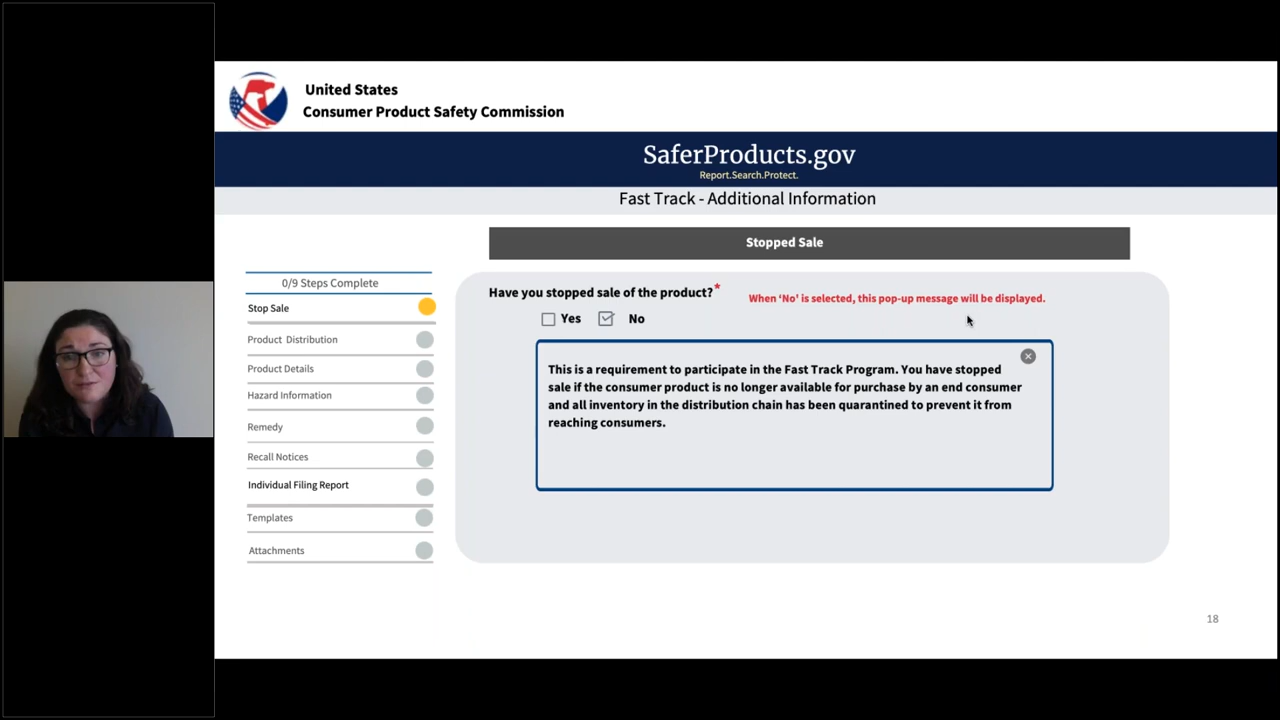 United States
Consumer Product Safety Commission
SaferProducts.gov
Report.Search.Protect.
Fast Track - Additional Information
Stopped Sale
0/9 Steps Complete
Stop Sale
Product Distribution
Product Details
Hazard Information
Remedy
Recall Notices
Individual Filing Report
Templates
Attachments
Have you stopped sale of the product?*
When ‘No’ is selected, this pop-up message will be displayed.
Yes No
This is a requirement to participate in the Fast Track Program. You have stopped
sale if the consumer product is no longer available for purchase by an end consumer
and all inventory in the distribution chain has been quarantined to prevent it from
reaching consumers.
18